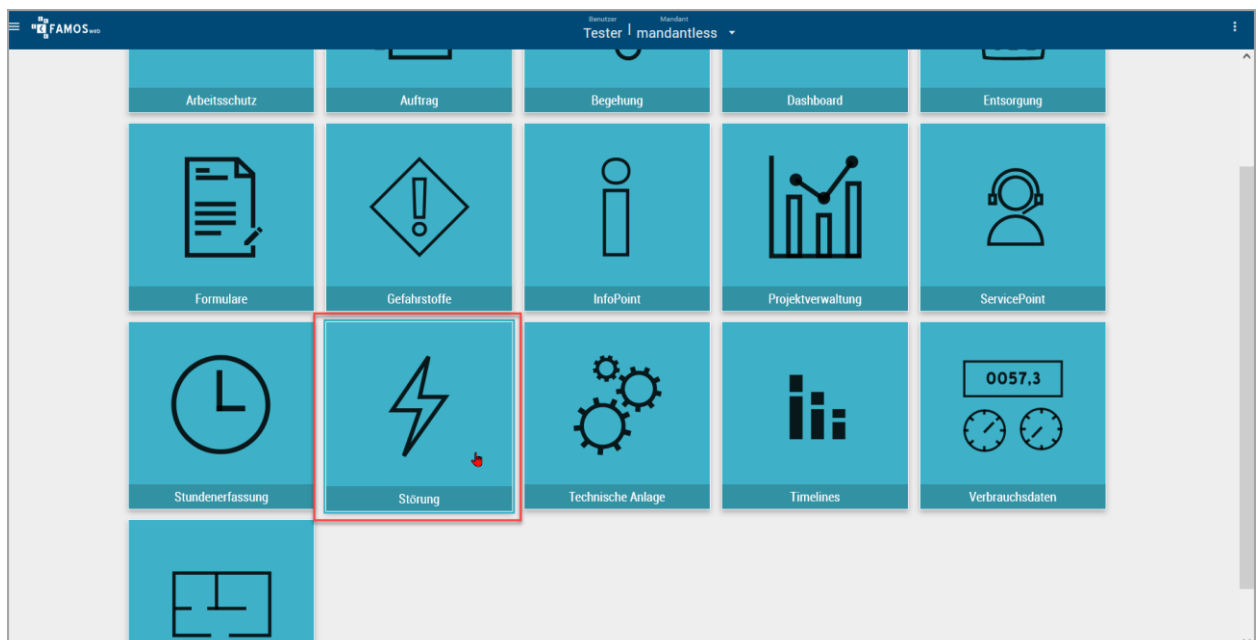 FAMOS WEB
Benutzer Mandant
Tester | mandantless
Arbeitsschutz
Auftrag
Begehung
Dashboard
Entsorgung
Formulare
Gefahrstoffe
InfoPoint
Projektverwaltung
ServicePoint
0057,3
Stundenerfassung
Störung
Technische Anlage
Timelines
Verbrauchsdaten